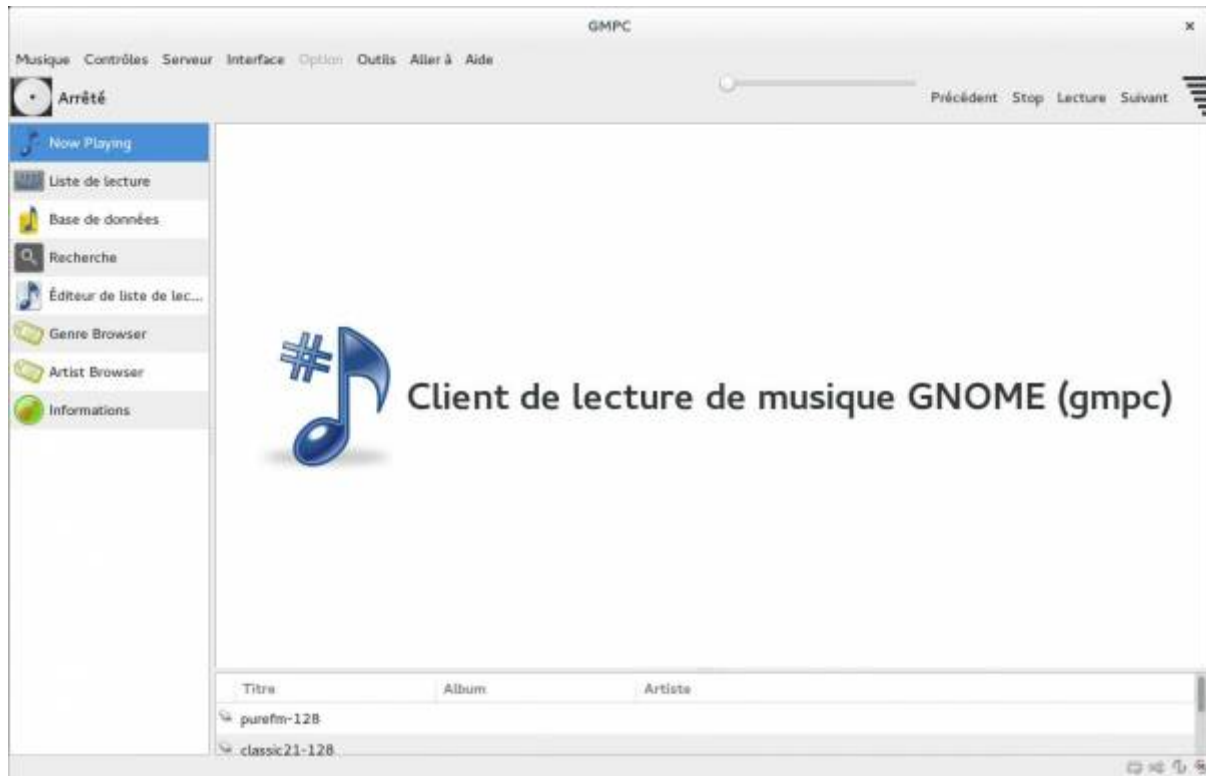 GMPC
Musique Contrôles Serveur Interface Option Outils Aller à Aide
Arrêté
Précédent Stop Lecture Suivant
Now Playing
Liste de lecture
Base de données
Recherche
Éditeur de liste de lec...
Genre Browser
Artist Browser
Informations
Client de lecture de musique GNOME (gmpc)
Titre Album Artiste
purefm-128
classic21-128